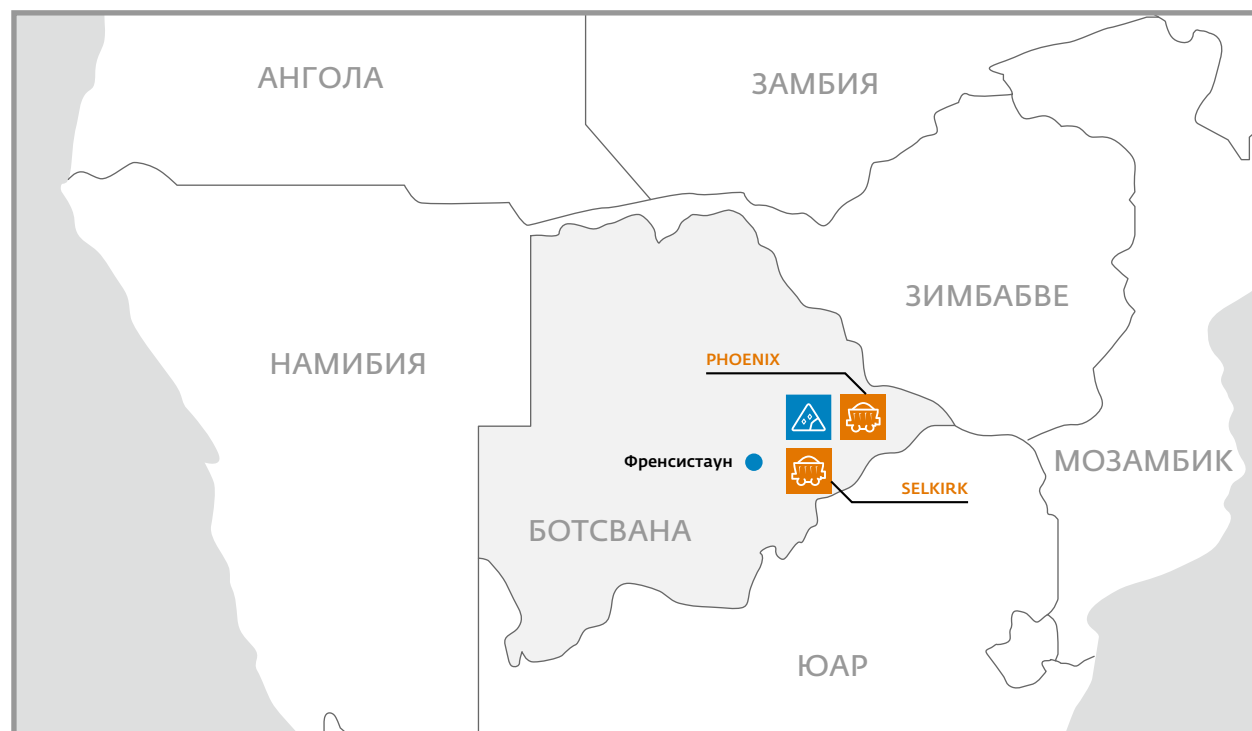 АНГОЛА
ЗАМБИЯ
ЗИМБАБВЕ
НАМИБИЯ
PHOENIX
Френсистаун
МОЗАМБИК
SELKIRK
БОТСВАНА
ЮАР